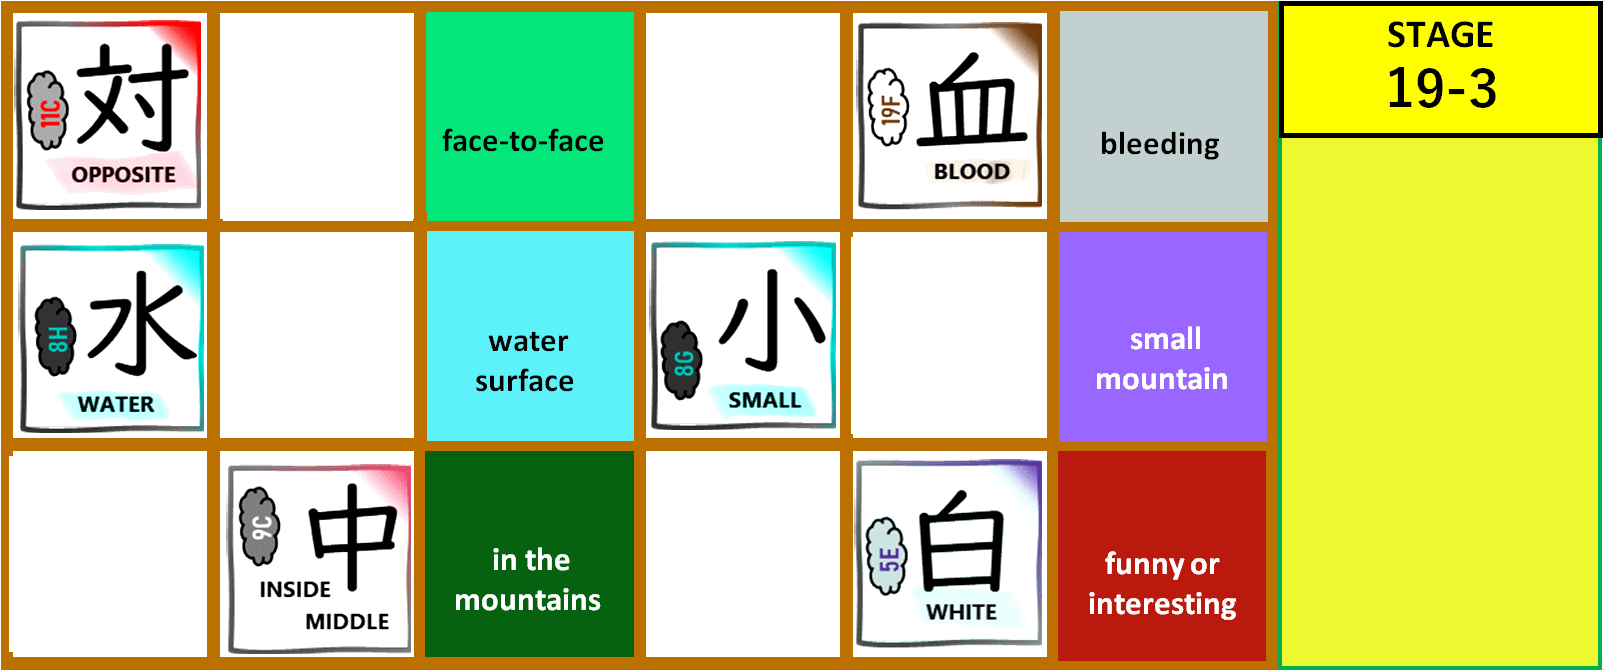 対
11C
OPPOSITE
face-to-face
血
19F
BLOOD
bleeding
STAGE
19-3
水
8H
WATER
water
surface
小
8G
SMALL
small
mountain
中
9C
INSIDE
MIDDLE
in the
mountains
白
5E
WHITE
funny or
interesting